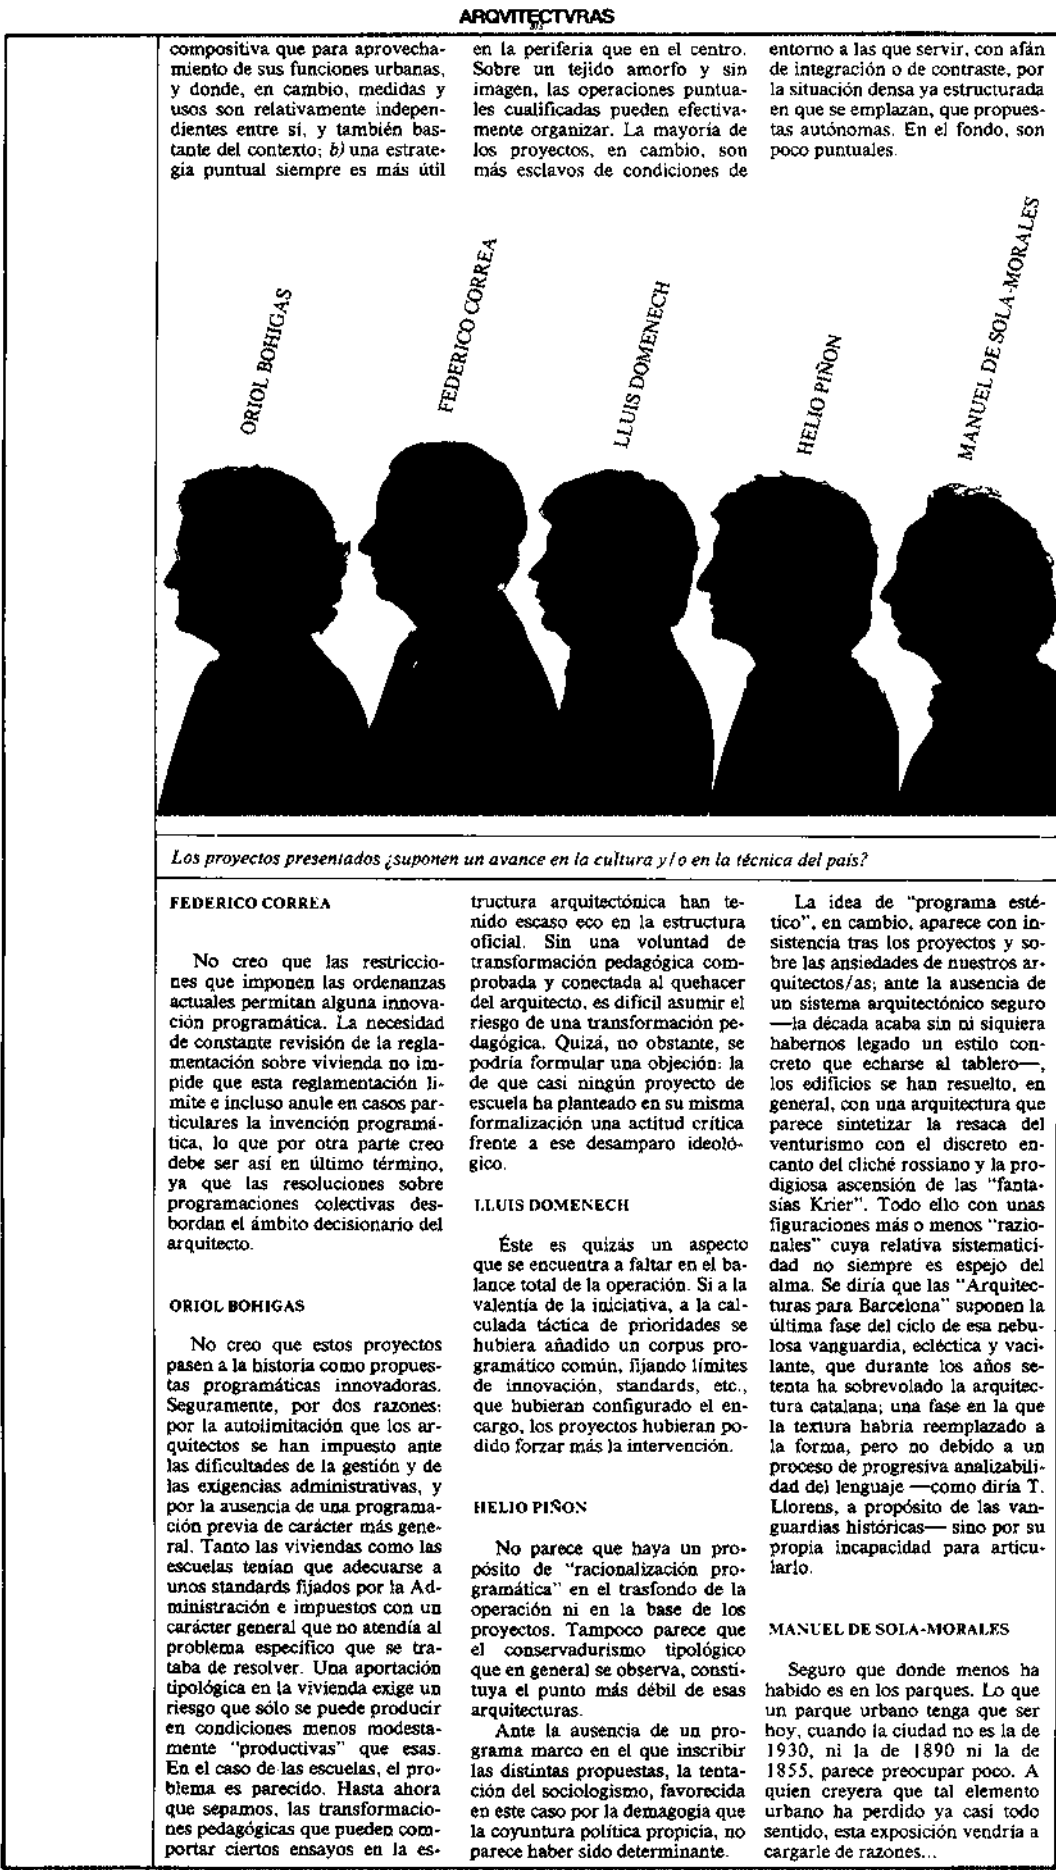 ARQVITECTVRAS
compositiva que para aprovecha-
miento de sus funciones urbanas,
y donde, en cambio, medidas y
usos son relativamente indepen-
dientes entre sí, y también bas-
tante del contexto; b) una estrate-
gia puntual siempre es más útil
en la periferia que en el centro.
Sobre un tejido amorfo y sin
imagen, las operaciones puntua-
les cualificadas pueden efectiva-
mente organizar. La mayoría de
los proyectos, en cambio, son
más esclavos de condiciones de
entorno a las que servir, con afán
de integración o de contraste, por
la situación densa ya estructurada
en que se emplazan, que propues-
tas autónomas. En el fondo, son
poco puntuales.
ORIOL BOHIGAS
FEDERICO CORREA
LLUIS DOMENECH
HELIO PIÑON
MANUEL DE SOLA-MORALES
Los proyectos presentados ¿suponen un avance en la cultura y/o en la técnica del país?
FEDERICO CORREA
No creo que las restriccio-
nes que imponen las ordenanzas
actuales permitan alguna innova-
ción programática. La necesidad
de constante revisión de la regla-
mentación sobre vivienda no im-
pide que esta reglamentación li-
mite e incluso anule en casos par-
ticulares la invención programá-
tica, lo que por otra parte creo
debe ser así en último término,
ya que las resoluciones sobre
programaciones colectivas des-
bordan el ámbito decisionario del
arquitecto.
ORIOL BOHIGAS
No creo que estos proyectos
pasen a la historia como propues-
tas programáticas innovadoras.
Seguramente, por dos razones:
por la autolimitación que los ar-
quitectos se han impuesto ante
las dificultades de la gestión y de
las exigencias administrativas, y
por la ausencia de una programa-
ción previa de carácter más gene-
ral. Tanto las viviendas como las
escuelas tenían que adecuarse a
unos standards fijados por la Ad-
ministración e impuestos con un
carácter general que no atendía al
problema específico que se tra-
taba de resolver. Una aportación
tipológica en la vivienda exige un
riesgo que sólo se puede producir
en condiciones menos modesta-
mente "productivas" que esas.
En el caso de las escuelas, el pro-
blema es parecido. Hasta ahora
que sepamos, las transformacio-
nes pedagógicas que pueden com-
portar ciertos ensayos en la es-
tructura arquitectónica han te-
nido escaso eco en la estructura
oficial. Sin una voluntad de
transformación pedagógica com-
probada y conectada al quehacer
del arquitecto, es difícil asumir el
riesgo de una transformación pe-
dagógica. Quizá, no obstante, se
podría formular una objeción: la
de que casi ningún proyecto de
escuela ha planteado en su misma
formalización una actitud crítica
frente a ese desamparo ideoló-
gico.
LLUIS DOMENECH
Éste es quizás un aspecto
que se encuentra a faltar en el ba-
lance total de la operación. Si a la
valentía de la iniciativa, a la cal-
culada táctica de prioridades se
hubiera añadido un corpus pro-
gramático común, fijando límites
de innovación, standards, etc.,
que hubieran configurado el en-
cargo, los proyectos hubieran po-
dido forzar más la intervención.
HELIO PIÑON
No parece que haya un pro-
pósito de "racionalización pro-
gramática" en el trasfondo de la
operación ni en la base de los
proyectos. Tampoco parece que
el conservadurismo tipológico
que en general se observa, consti-
tuya el punto más débil de esas
arquitecturas.
Ante la ausencia de un pro-
grama marco en el que inscribir
las distintas propuestas, la tenta-
ción del sociologismo, favorecida
en este caso por la demagogia que
la coyuntura política propicia, no
parece haber sido determinante.
La idea de "programa esté-
tico", en cambio, aparece con in-
sistencia tras los proyectos y so-
bre las ansiedades de nuestros ar-
quitectos/as; ante la ausencia de
un sistema arquitectónico seguro
—la década acaba sin ni siquiera
habernos legado un estilo con-
creto que echarse al tablero—,
los edificios se han resuelto, en
general, con una arquitectura que
parece sintetizar la resaca del
venturismo con el discreto en-
canto del cliché rossiano y la pro-
digiosa ascensión de las "fanta-
sías Krier". Todo ello con unas
figuraciones más o menos "razio-
nales" cuya relativa sistematici-
dad no siempre es espejo del
alma. Se diría que las "Arquitec-
turas para Barcelona" suponen la
última fase del ciclo de esa nebu-
losa vanguardia, ecléctica y vaci-
lante, que durante los años se-
tenta ha sobrevolado la arquitec-
tura catalana; una fase en la que
la textura habría reemplazado a
la forma, pero no debido a un
proceso de progresiva analizabili-
dad del lenguaje —como diría T.
Llorens, a propósito de las van-
guardias históricas— sino por su
propia incapacidad para articu-
larlo.
MANUEL DE SOLA-MORALES
Seguro que donde menos ha
habido es en los parques. Lo que
un parque urbano tenga que ser
hoy, cuando la ciudad no es la de
1930, ni la de 1890 ni la de
1855, parece preocupar poco. A
quien creyera que tal elemento
urbano ha perdido ya casi todo
sentido, esta exposición vendría a
cargarle de razones...